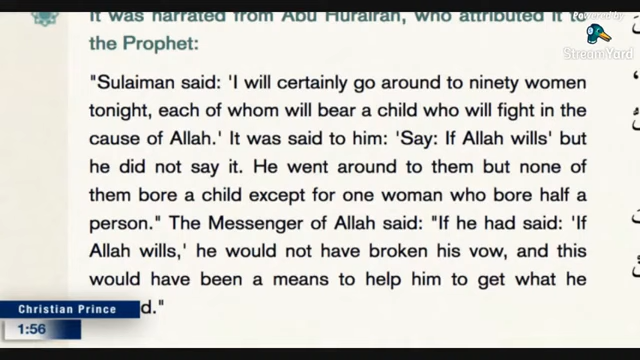 It was narrated from Abu Hurairah, who attributed it to
the Prophet:
"Sulaiman said: 'I will certainly go around to ninety women
tonight, each of whom will bear a child who will fight in the
cause of Allah.' It was said to him: 'Say: If Allah wills' but
he did not say it. He went around to them but none of
them bore a child except for one woman who bore half a
person." The Messenger of Allah said: "If he had said: 'If
Allah wills,' he would not have broken his vow, and this
would have been a means to help him to get what he
d."
Powered by
StreamYard
Christian Prince
1:56